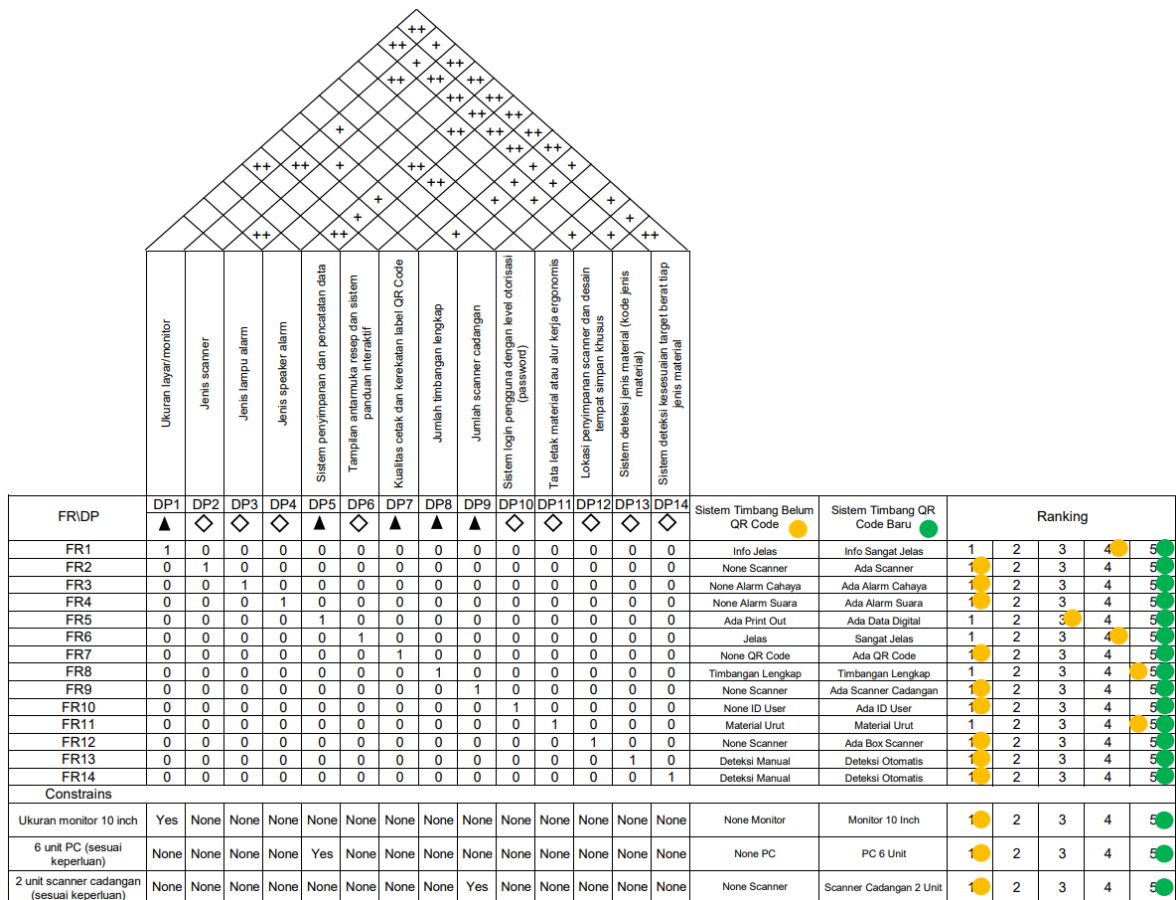 ++
++ +
+ ++
++ ++ ++
++ ++
++ ++
+ ++ ++ ++
++ ++
++ ++ + ++ + +
++ + +
+ + + +
+ +
++ ++ + + + ++
Ukuran layar/monitor
Jenis scanner
Jenis lampu alarm
Jenis speaker alarm
Sistem penyimpanan dan pencatatan data
Tampilan antarmuka resep dan sistem
panduan interaktif
Kualitas cetak dan kerekatan label QR Code
Jumlah timbangan lengkap
Jumlah scanner cadangan
Sistem login pengguna dengan level otorisasi
(password)
Tata letak material atau alur kerja ergonomis
Lokasi penyimpanan scanner dan desain
tempat simpan khusus
Sistem deteksi jenis material (kode jenis
material)
Sistem deteksi kesesuaian target berat tiap
jenis material
FR\DP DP1 DP2 DP3 DP4 DP5 DP6 DP7 DP8 DP9 DP10 DP11 DP12 DP13 DP14 Sistem Timbang Belum Sistem Timbang QR Ranking
QR Code Code Baru
FR1 1 0 0 0 0 0 0 0 0 0 0 0 0 0 Info Jelas Info Sangat Jelas 1 2 3 4 5
FR2 0 1 0 0 0 0 0 0 0 0 0 0 0 0 None Scanner Ada Scanner 1 2 3 4 5
FR3 0 0 1 0 0 0 0 0 0 0 0 0 0 0 None Alarm Cahaya Ada Alarm Cahaya 1 2 3 4 5
FR4 0 0 0 1 0 0 0 0 0 0 0 0 0 0 None Alarm Suara Ada Alarm Suara 1 2 3 4 5
FR5 0 0 0 0 1 0 0 0 0 0 0 0 0 0 Ada Print Out Ada Data Digital 1 2 3 4 5
FR6 0 0 0 0 0 1 0 0 0 0 0 0 0 0 Jelas Sangat Jelas 1 2 3 4 5
FR7 0 0 0 0 0 0 1 0 0 0 0 0 0 0 None QR Code Ada QR Code 1 2 3 4 5
FR8 0 0 0 0 0 0 0 1 0 0 0 0 0 0 Timbangan Lengkap Timbangan Lengkap 1 2 3 4 5
FR9 0 0 0 0 0 0 0 0 1 0 0 0 0 0 None Scanner Ada Scanner Cadangan 1 2 3 4 5
FR10 0 0 0 0 0 0 0 0 0 1 0 0 0 0 None ID User Ada ID User 1 2 3 4 5
FR11 0 0 0 0 0 0 0 0 0 0 1 0 0 0 Material Urut Material Urut 1 2 3 4 5
FR12 0 0 0 0 0 0 0 0 0 0 0 1 0 0 None Scanner Ada Box Scanner 1 2 3 4 5
FR13 0 0 0 0 0 0 0 0 0 0 0 0 1 0 Deteksi Manual Deteksi Otomatis 1 2 3 4 5
FR14 0 0 0 0 0 0 0 0 0 0 0 0 0 1 Deteksi Manual Deteksi Otomatis 1 2 3 4 5
Constrains
Ukuran monitor 10 inch Yes None None None None None None None None None None None None None None Monitor Monitor 10 Inch 1 2 3 4 5
6 unit PC (sesuai
keperluan) None None None None Yes None None None None None None None None None None PC PC 6 Unit 1 2 3 4 5
2 unit scanner cadangan
(sesuai keperluan) None None None None None None None None Yes None None None None None None Scanner Scanner Cadangan 2 Unit 1 2 3 4 5